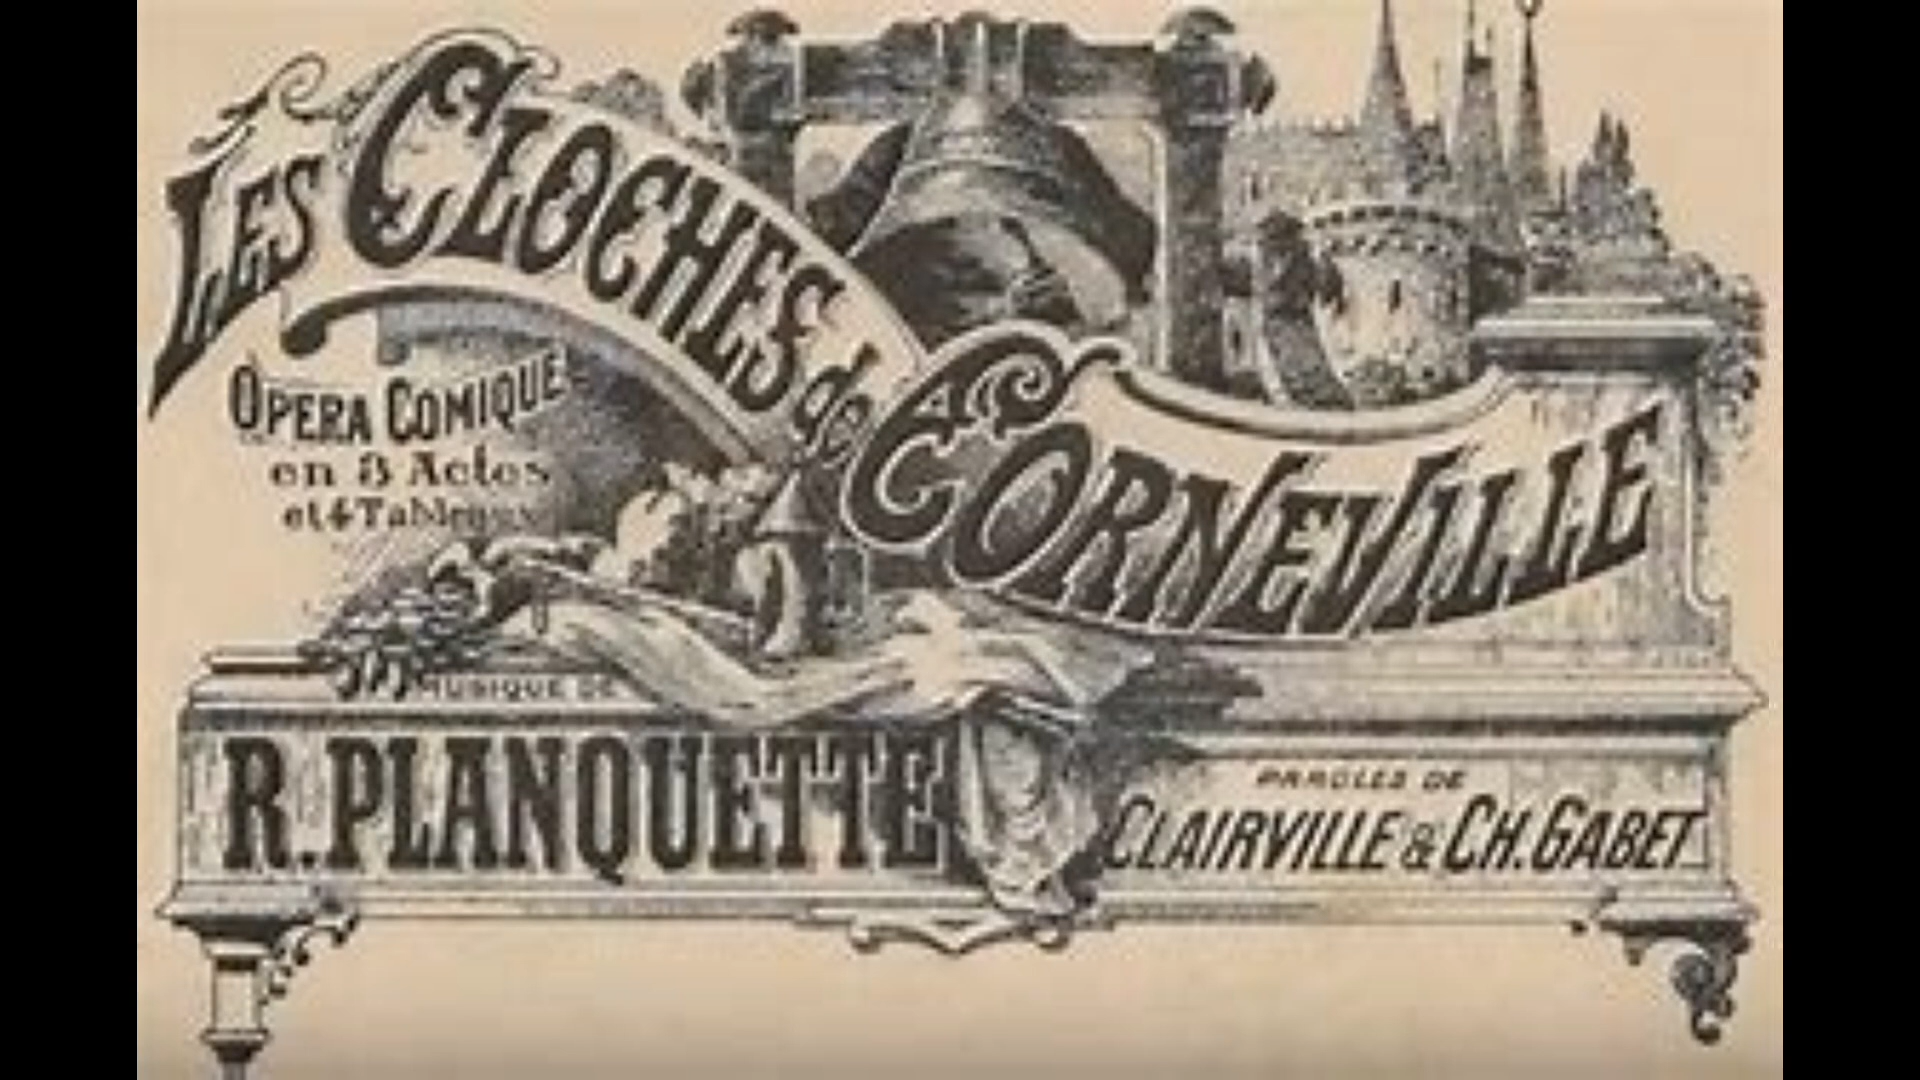 LES CLOCHES de CORNEVILLE
OPERA COMIQUE
en 3 Actes
et 4 Tableaux
MUSIQUE DE
R. PLANQUETTE
PAROLES DE
CLAIRVILLE & CH. GABET